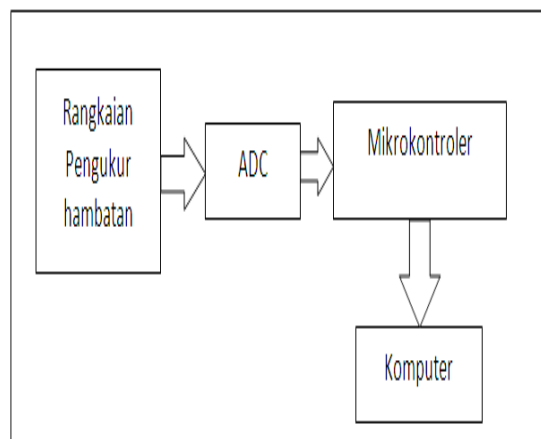 Rangkaian
Pengukur
hambatan
ADC
Mikrokontroler
Komputer